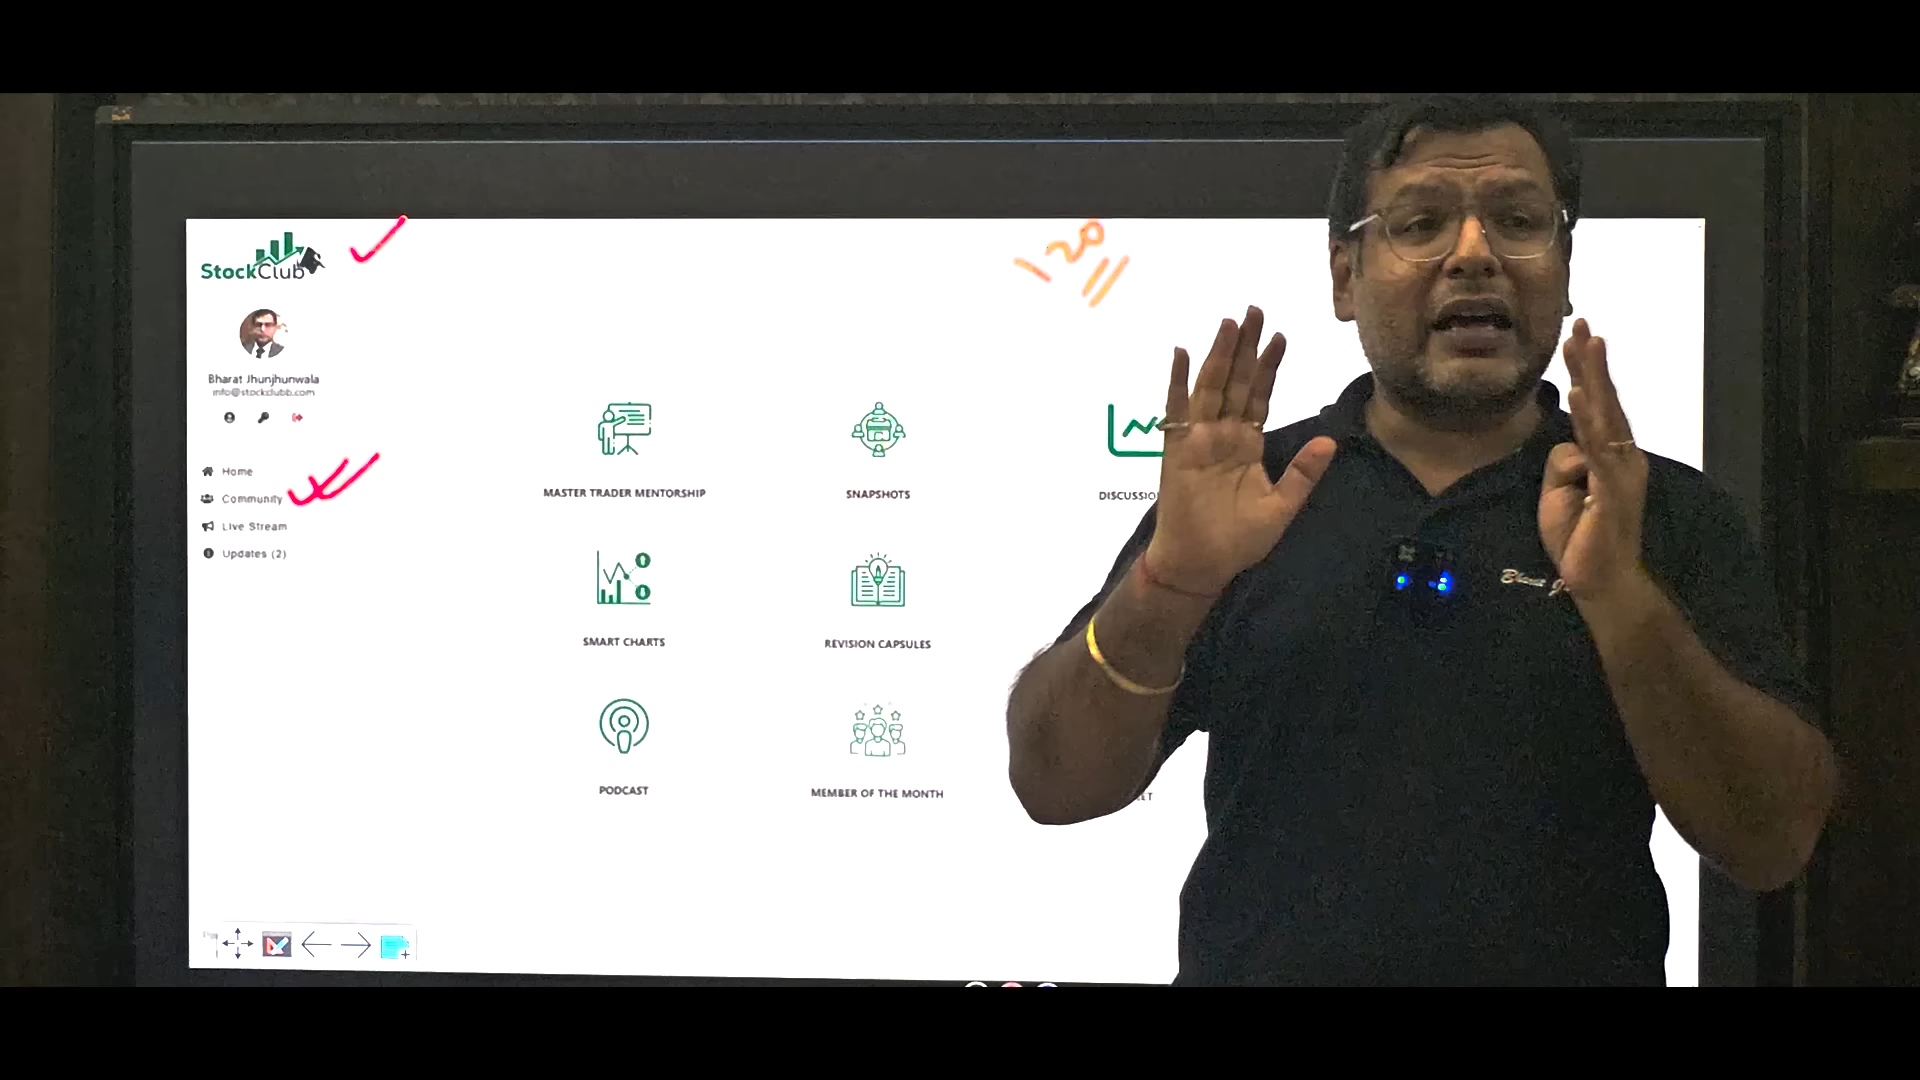 StockClub
120
Bharat Jhunjhunwala
info@stockclubb.com
Home
Community
Live Stream
Updates (2)
MASTER TRADER MENTORSHIP
SNAPSHOTS
SMART CHARTS
REVISION CAPSULES
PODCAST
MEMBER OF THE MONTH